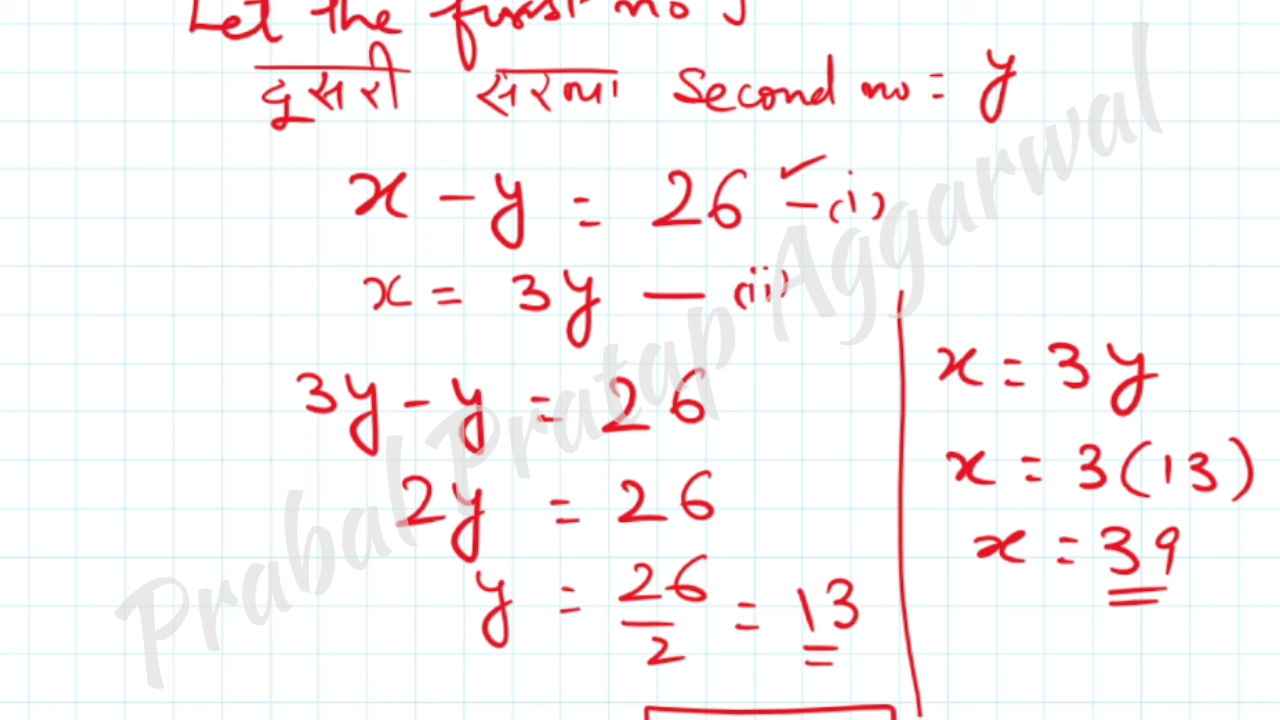 Let the first no
दुसरी संख्या Second no = y
x - y = 26 ✓ - (i)
x = 3y — (ii)
3y - y = 26
2y = 26
y = 26/2 = 13
x = 3y
x = 3(13)
x = 39
Prabal Pratap Aggarwal